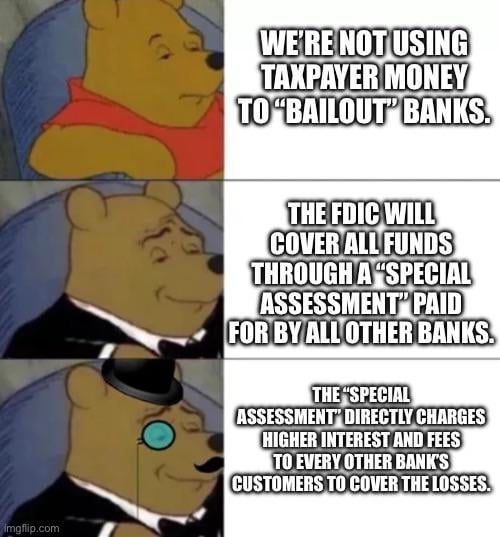 WE'RE NOT USING
TAXPAYER MONEY
TO “BAILOUT” BANKS.
THE FDIC WILL
COVER ALL FUNDS
THROUGH A “SPECIAL
ASSESSMENT” PAID
FOR BY ALL OTHER BANKS.
THE “SPECIAL
ASSESSMENT” DIRECTLY CHARGES
HIGHER INTEREST AND FEES
TO EVERY OTHER BANK'S
CUSTOMERS TO COVER THE LOSSES.
imgflip.com